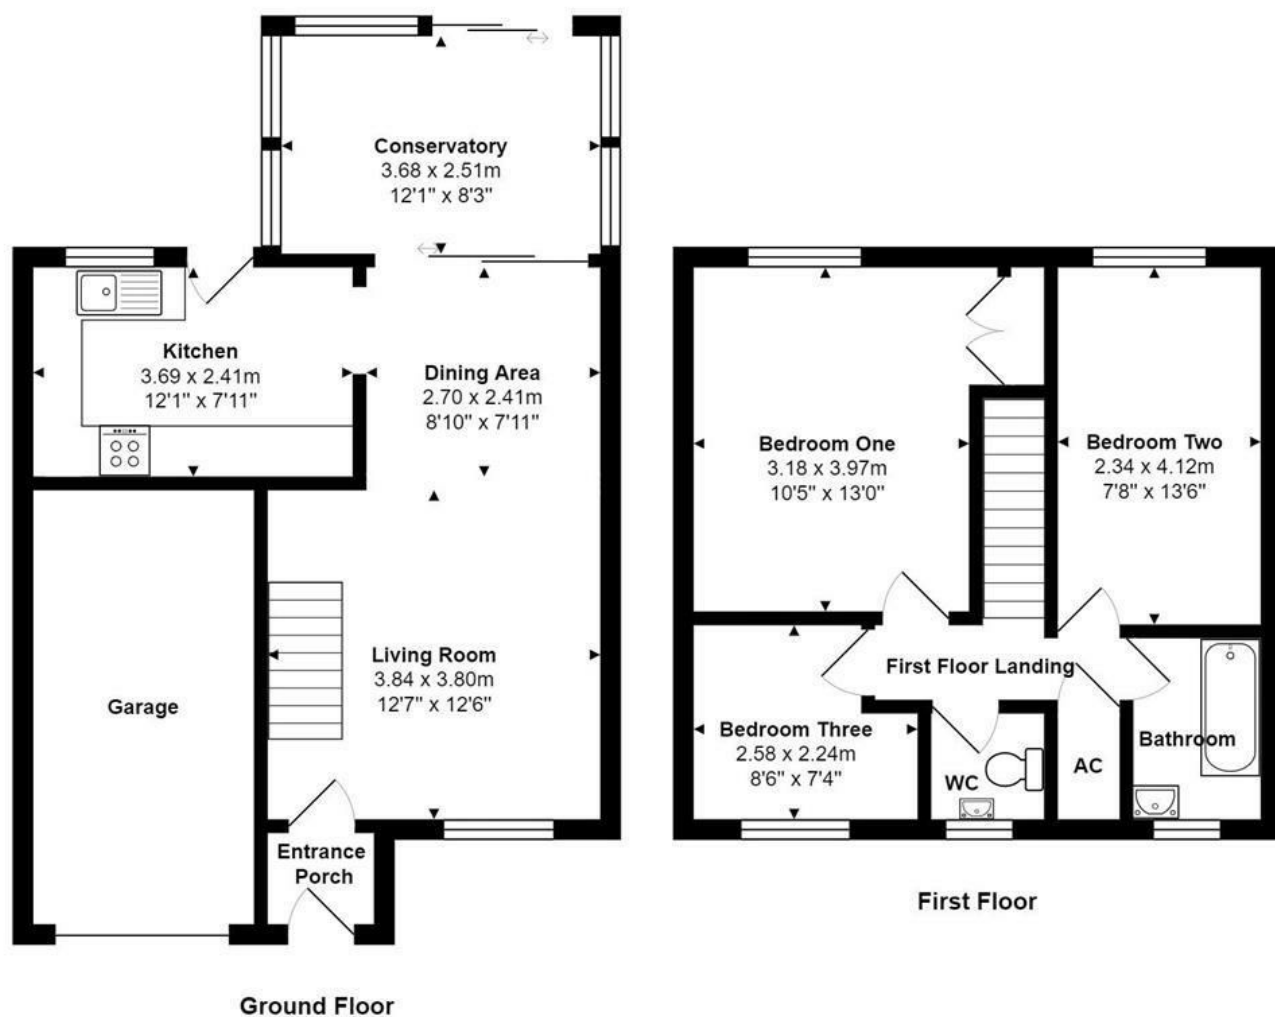 Conservatory
3.68 x 2.51m
12'1" x 8'3"
Kitchen
3.69 x 2.41m
12'1" x 7'11"
Dining Area
2.70 x 2.41m
8'10" x 7'11"
Living Room
3.84 x 3.80m
12'7" x 12'6"
Garage
Entrance
Porch
Ground Floor
Bedroom One
3.18 x 3.97m
10'5" x 13'0"
Bedroom Two
2.34 x 4.12m
7'8" x 13'6"
First Floor Landing
Bedroom Three
2.58 x 2.24m
8'6" x 7'4"
WC
AC
Bathroom
First Floor